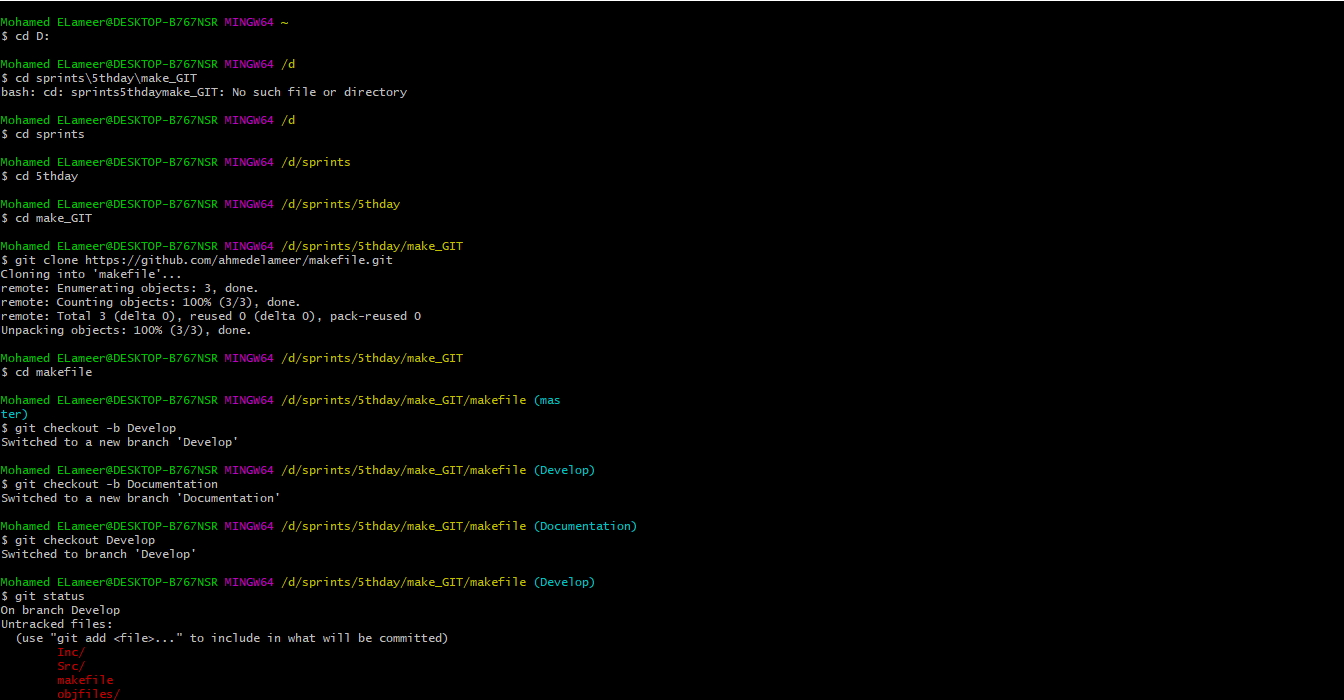 Mohamed ELameer@DESKTOP-B767NSR MINGW64 ~
$ cd D:
Mohamed ELameer@DESKTOP-B767NSR MINGW64 /d
$ cd sprints\5thday\make_GIT
bash: cd: sprints5thdaymake_GIT: No such file or directory
Mohamed ELameer@DESKTOP-B767NSR MINGW64 /d
$ cd sprints
Mohamed ELameer@DESKTOP-B767NSR MINGW64 /d/sprints
$ cd 5thday
Mohamed ELameer@DESKTOP-B767NSR MINGW64 /d/sprints/5thday
$ cd make_GIT
Mohamed ELameer@DESKTOP-B767NSR MINGW64 /d/sprints/5thday/make_GIT
$ git clone https://github.com/ahmedelameer/makefile.git
Cloning into 'makefile'...
remote: Enumerating objects: 3, done.
remote: Counting objects: 100% (3/3), done.
remote: Total 3 (delta 0), reused 0 (delta 0), pack-reused 0
Unpacking objects: 100% (3/3), done.
Mohamed ELameer@DESKTOP-B767NSR MINGW64 /d/sprints/5thday/make_GIT
$ cd makefile
Mohamed ELameer@DESKTOP-B767NSR MINGW64 /d/sprints/5thday/make_GIT/makefile (mas
ter)
$ git checkout -b Develop
Switched to a new branch 'Develop'
Mohamed ELameer@DESKTOP-B767NSR MINGW64 /d/sprints/5thday/make_GIT/makefile (Develop)
$ git checkout -b Documentation
Switched to a new branch 'Documentation'
Mohamed ELameer@DESKTOP-B767NSR MINGW64 /d/sprints/5thday/make_GIT/makefile (Documentation)
$ git checkout Develop
Switched to branch 'Develop'
Mohamed ELameer@DESKTOP-B767NSR MINGW64 /d/sprints/5thday/make_GIT/makefile (Develop)
$ git status
On branch Develop
Untracked files:
(use "git add <file>..." to include in what will be committed)
Inc/
Src/
makefile
objfiles/